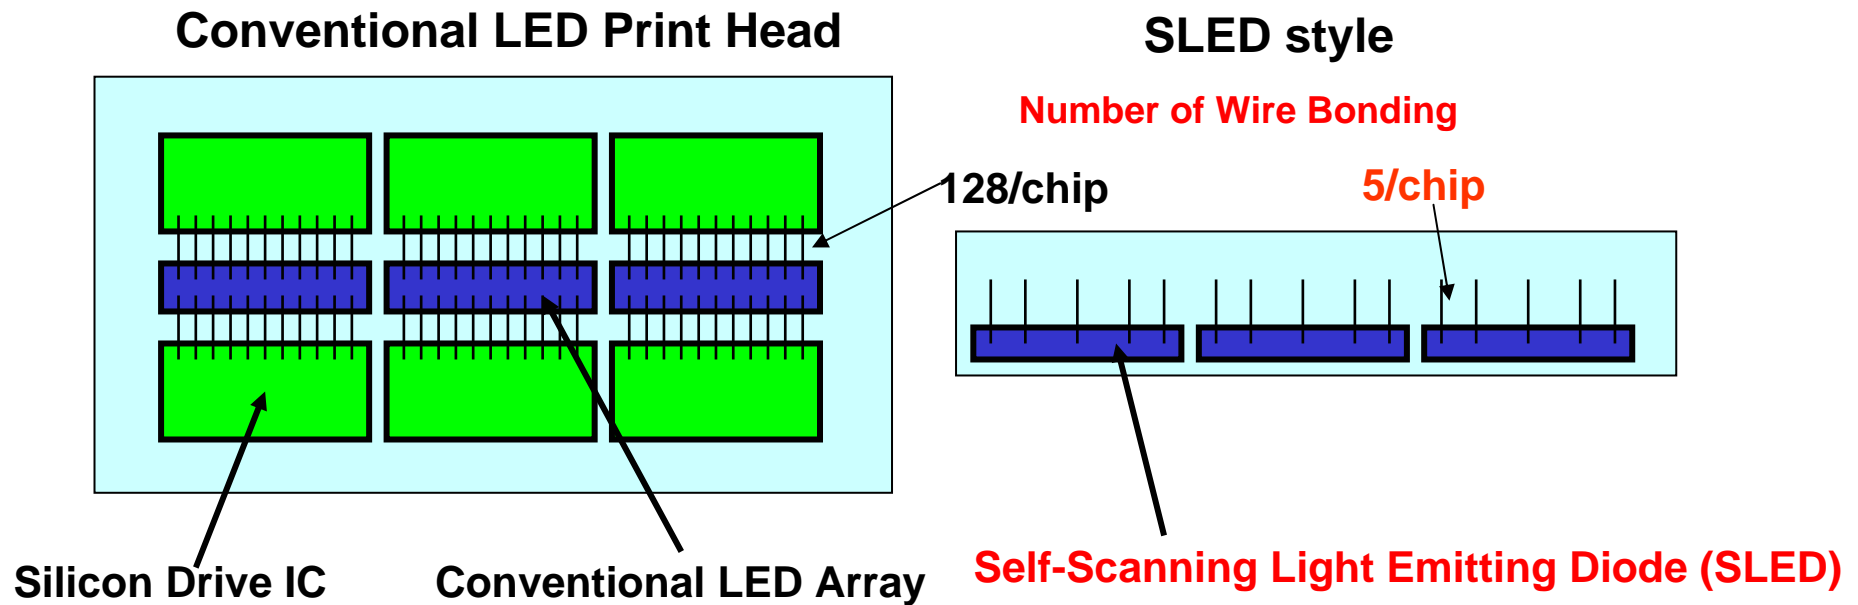 Conventional LED Print Head
SLED style
Number of Wire Bonding
128/chip
5/chip
Silicon Drive IC
Conventional LED Array
Self-Scanning Light Emitting Diode (SLED)